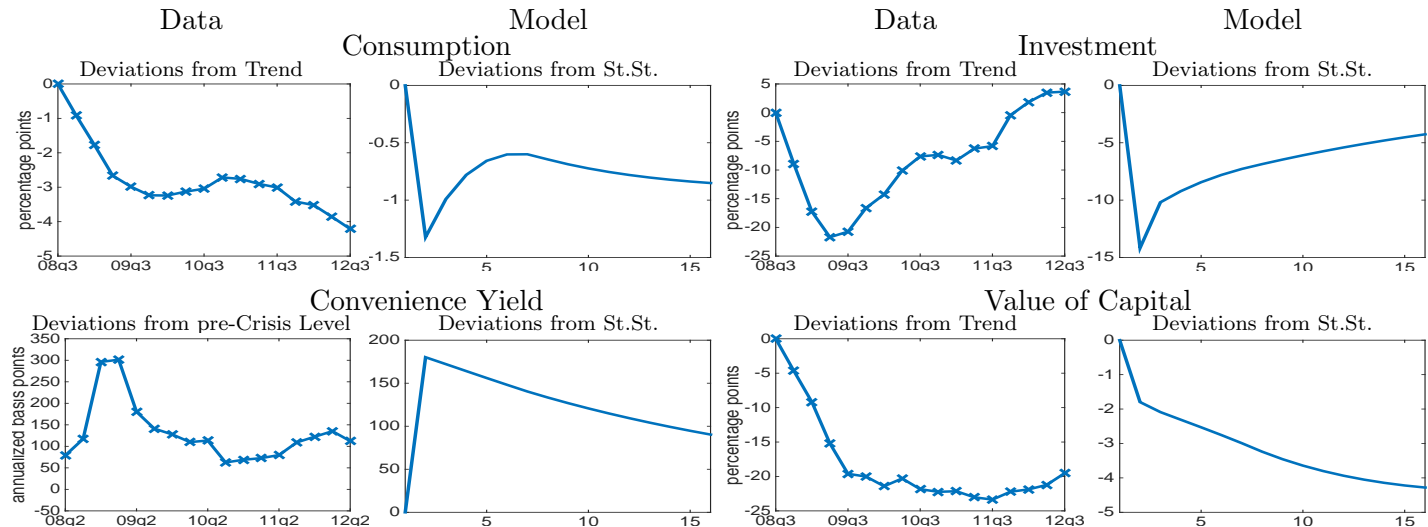 Data
Model
Data
Model
Consumption
Investment
Deviations from Trend
Deviations from St.St.
Deviations from Trend
Deviations from St.St.
percentage points
0
-1
-2
-3
-4
-5
08q3
09q3
10q3
11q3
12q3
0
-0.5
-1
-1.5
5
10
15
percentage points
5
0
-5
-10
-15
-20
-25
08q3
09q3
10q3
11q3
12q3
0
-5
-10
-15
5
10
15
Convenience Yield
Value of Capital
Deviations from pre-Crisis Level
Deviations from St.St.
Deviations from Trend
Deviations from St.St.
annualized basis points
350
300
250
200
150
100
50
0
-50
08q2
09q2
10q2
11q2
12q2
200
150
100
50
0
5
10
15
percentage points
0
-5
-10
-15
-20
-25
08q3
09q3
10q3
11q3
12q3
0
-1
-2
-3
-4
-5
5
10
15